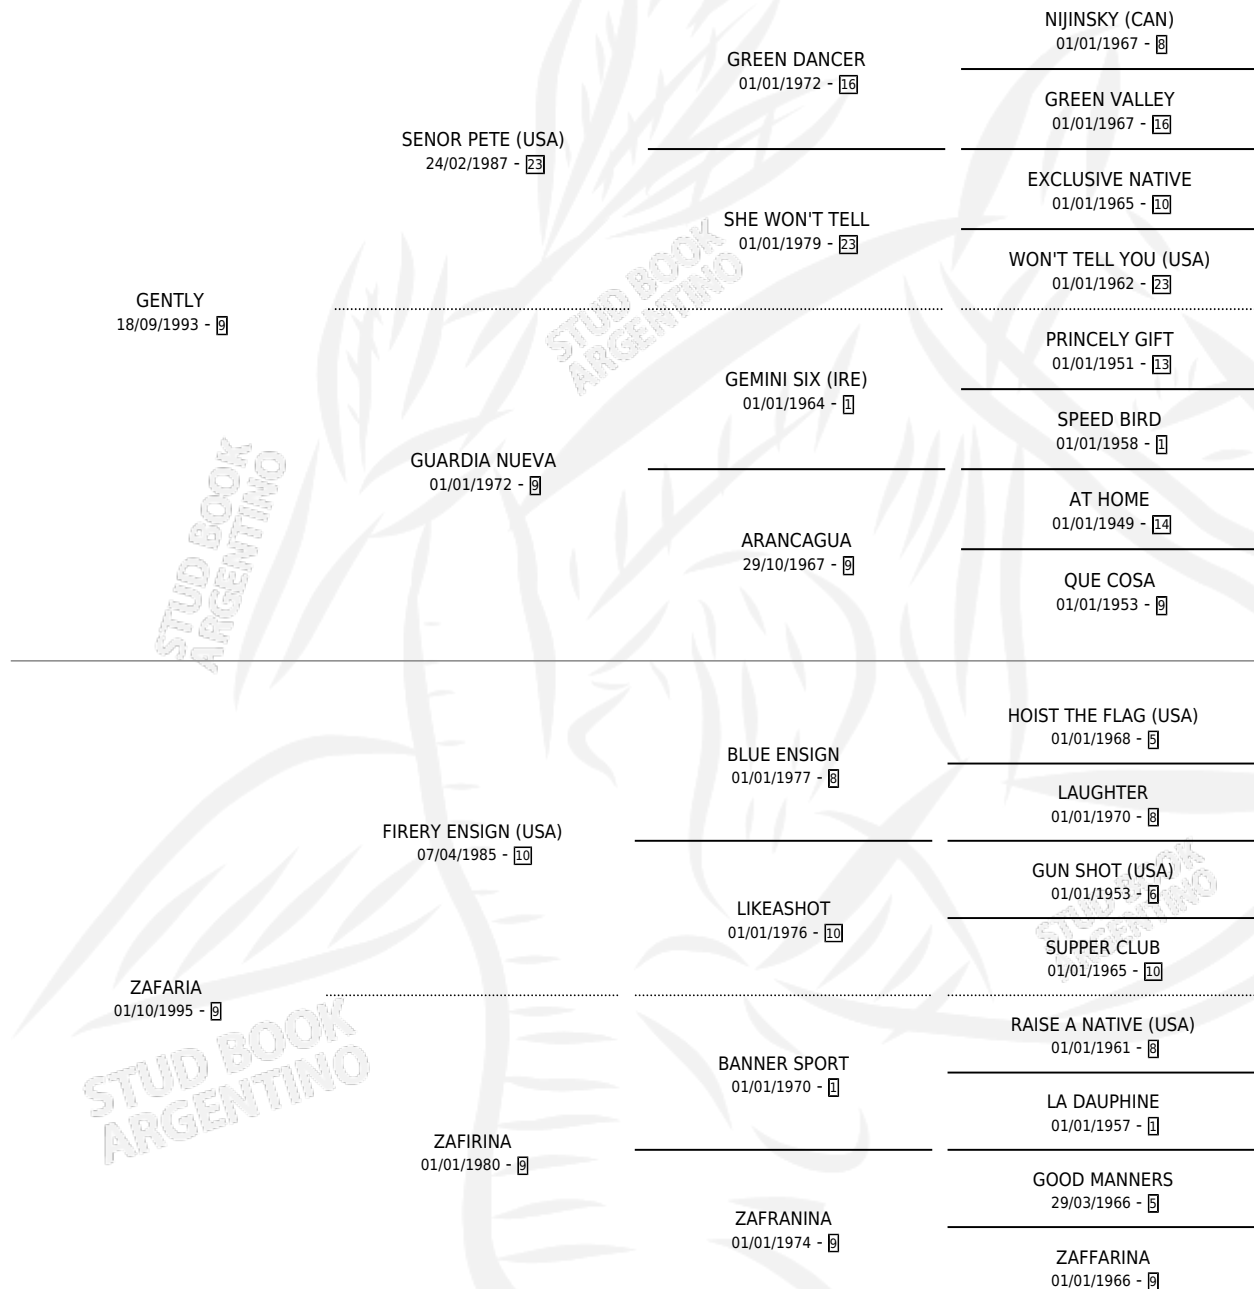 NIJINSKY (CAN)
01/01/1967 - 8
GREEN DANCER
01/01/1972 - 16
GREEN VALLEY
01/01/1967 - 16
SENOR PETE (USA)
24/02/1987 - 23
EXCLUSIVE NATIVE
01/01/1965 - 10
SHE WON'T TELL
01/01/1979 - 23
WON'T TELL YOU (USA)
01/01/1962 - 23
GENTLY
18/09/1993 - 9
PRINCELY GIFT
01/01/1951 - 13
GEMINI SIX (IRE)
01/01/1964 - 1
SPEED BIRD
01/01/1958 - 1
GUARDIA NUEVA
01/01/1972 - 9
AT HOME
01/01/1949 - 14
ARANCAGUA
29/10/1967 - 9
QUE COSA
01/01/1953 - 9
HOIST THE FLAG (USA)
01/01/1968 - 5
BLUE ENSIGN
01/01/1977 - 8
LAUGHTER
01/01/1970 - 8
FIRERY ENSIGN (USA)
07/04/1985 - 10
GUN SHOT (USA)
01/01/1953 - 6
LIKEASHOT
01/01/1976 - 10
SUPPER CLUB
01/01/1965 - 10
ZAFARIA
01/10/1995 - 9
RAISE A NATIVE (USA)
01/01/1961 - 8
BANNER SPORT
01/01/1970 - 1
LA DAUPHINE
01/01/1957 - 1
ZAFIRINA
01/01/1980 - 9
GOOD MANNERS
29/03/1966 - 5
ZAFRANINA
01/01/1974 - 9
ZAFFARINA
01/01/1966 - 9
STUD BOOK
ARGENTINO
STUD BOOK
ARGENTINO
STUD BOOK
ARGENTINO
STUD BOOK
ARGENTINO